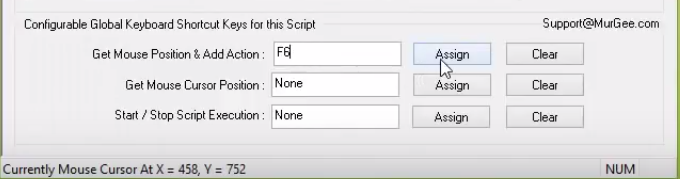 Configurable Global Keyboard Shortcut Keys for this Script Support@MurGee.com
Get Mouse Position & Add Action : F6 Assign Clear
Get Mouse Cursor Position : None Assign Clear
Start / Stop Script Execution : None Assign Clear
Currently Mouse Cursor At X = 458, Y = 752 NUM